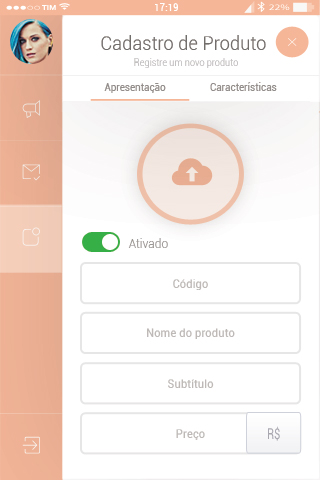 TIM 17:19 22%
Cadastro de Produto
Registre um novo produto
Apresentação Características
Ativado
Código
Nome do produto
Subtítulo
Preço R$